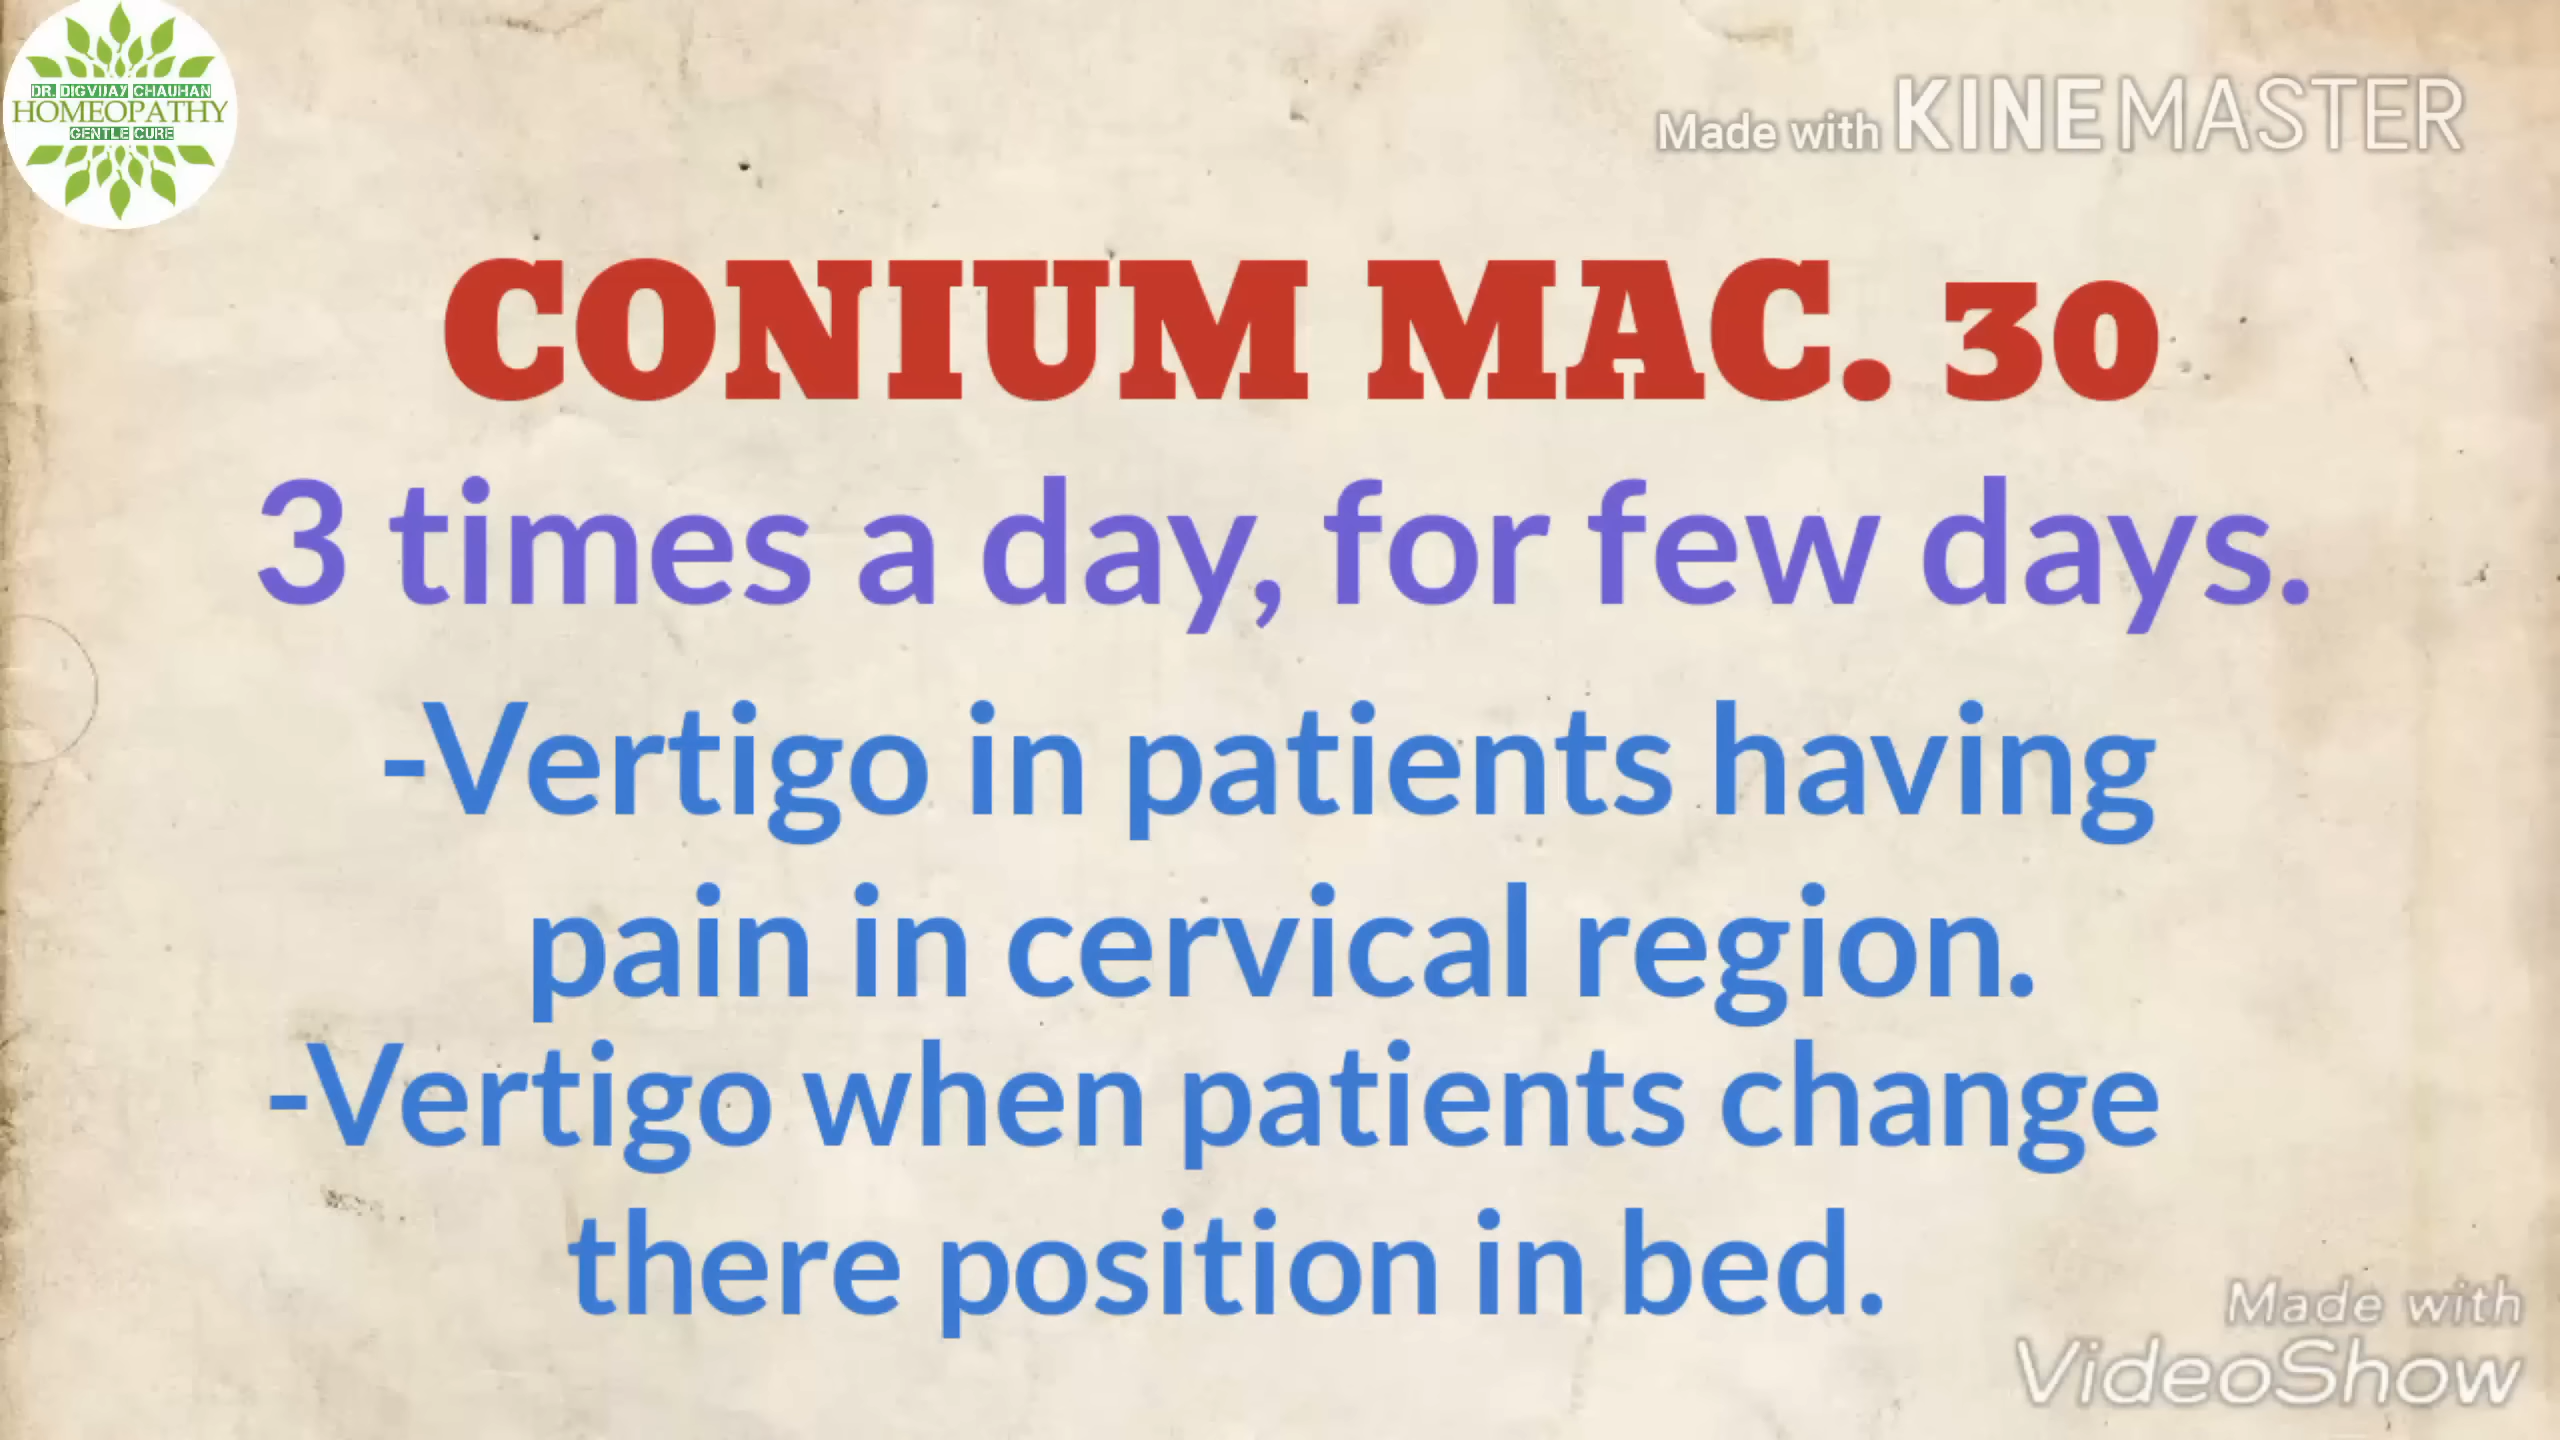 DR. DIGVIJAY CHAUHAN
HOMEOPATHY
GENTLE CURE
Made with KINEMASTER
CONIUM MAC. 30
3 times a day, for few days.
-Vertigo in patients having
pain in cervical region.
-Vertigo when patients change
there position in bed.
Made with
VideoShow